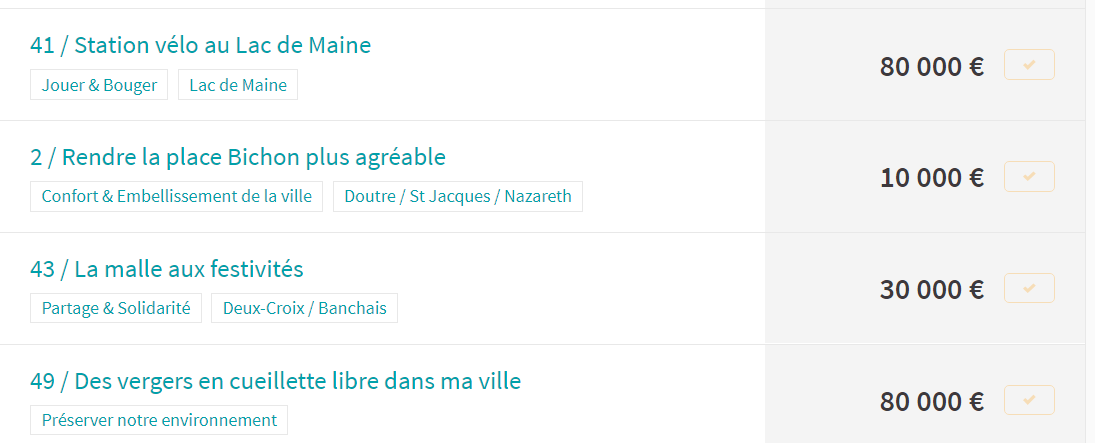 41 / Station vélo au Lac de Maine
80 000 €
Jouer & Bouger Lac de Maine
2 / Rendre la place Bichon plus agréable
10 000 €
Confort & Embellissement de la ville Doutre / St Jacques / Nazareth
43 / La malle aux festivités
30 000 €
Partage & Solidarité Deux-Croix / Banchais
49 / Des vergers en cueillette libre dans ma ville
80 000 €
Préserver notre environnement